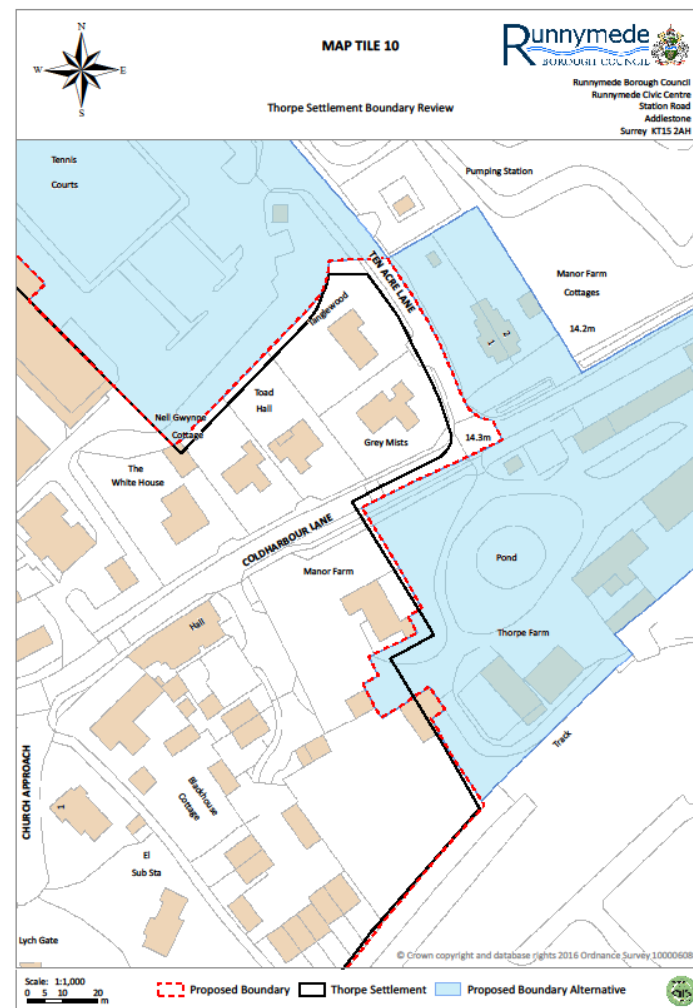 N
W
E
S
MAP TILE 10
Thorpe Settlement Boundary Review
Runnymede
BOROUGH COUNCIL
Runnymede Borough Council
Runnymede Civic Centre
Station Road
Addlestone
Surrey KT15 2AH
Tennis
Courts
Pumping Station
TEN ACRE LANE
Manor Farm
Cottages
14.2m
2
1
Tanglewood
Toad
Hall
Nell Gwynne
Cottage
Grey Mists
14.3m
The
White House
COLDHARBOUR LANE
Manor Farm
Pond
Hall
Thorpe Farm
Track
CHURCH APPROACH
1
Blackhouse
Cottage
El
Sub Sta
Lych Gate
© Crown copyright and database rights 2016 Ordnance Survey 10000608
Scale: 1:1,000
0 5 10 20
m
Proposed Boundary
Thorpe Settlement
Proposed Boundary Alternative